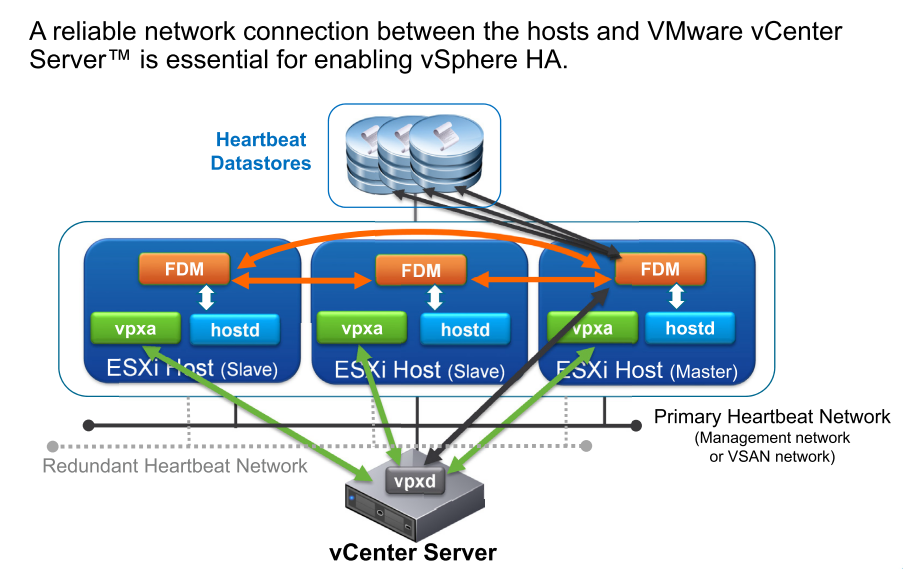 A reliable network connection between the hosts and VMware vCenter
Server™ is essential for enabling vSphere HA.
Heartbeat
Datastores
FDM
FDM
FDM
vpxa
hostd
vpxa
hostd
vpxa
hostd
ESXi Host (Slave)
ESXi Host (Slave)
ESXi Host (Master)
Primary Heartbeat Network
(Management network
or VSAN network)
Redundant Heartbeat Network
vpxd
vCenter Server